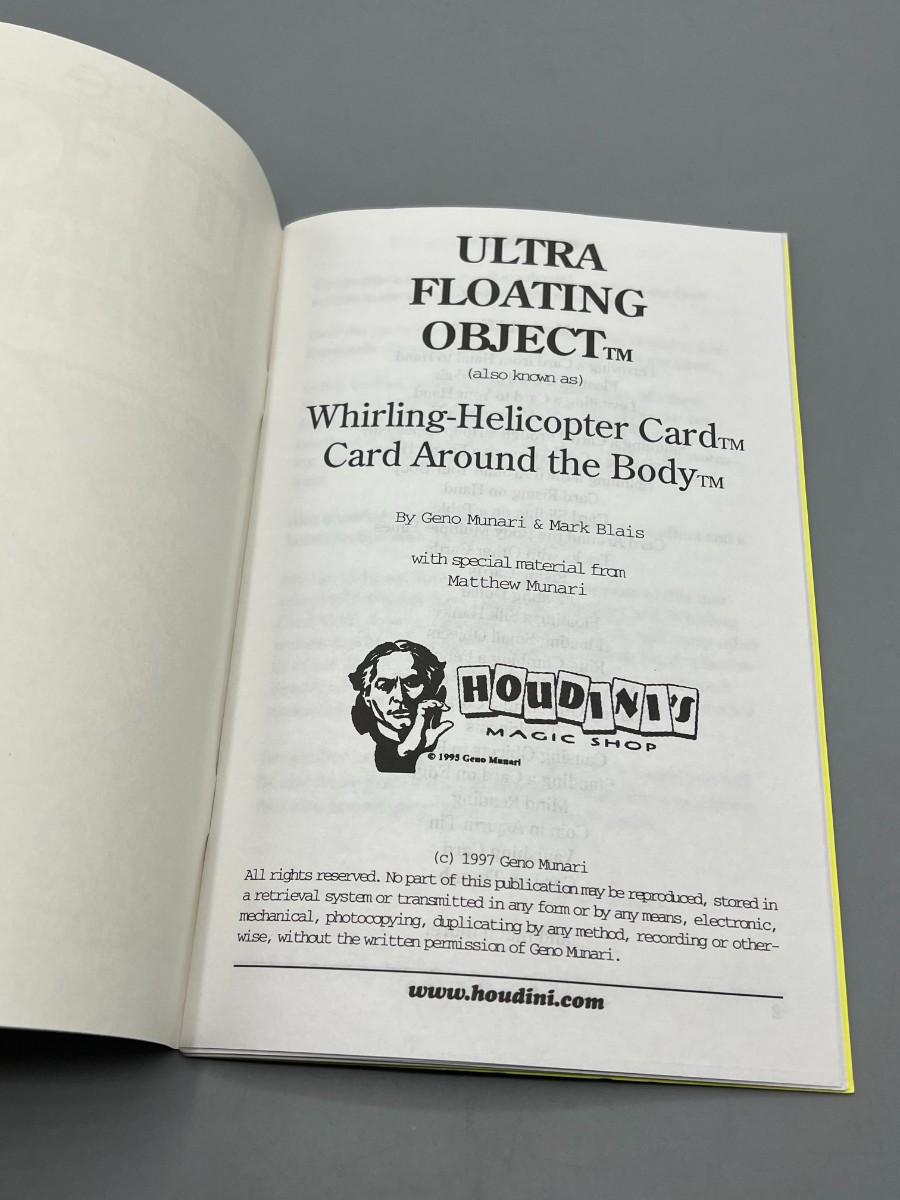 ULTRA
FLOATING
OBJECT™
(also known as)
Whirling-Helicopter Card™
Card Around the Body™
By Geno Munari & Mark Blais
with special material from
Matthew Munari
HOUDINI'S
MAGIC SHOP
© 1995 Geno Munari
(c) 1997 Geno Munari
All rights reserved. No part of this publication may be reproduced, stored in
a retrieval system or transmitted in any form or by any means, electronic,
mechanical, photocopying, duplicating by any method, recording or other-
wise, without the written permission of Geno Munari.
www.houdini.com